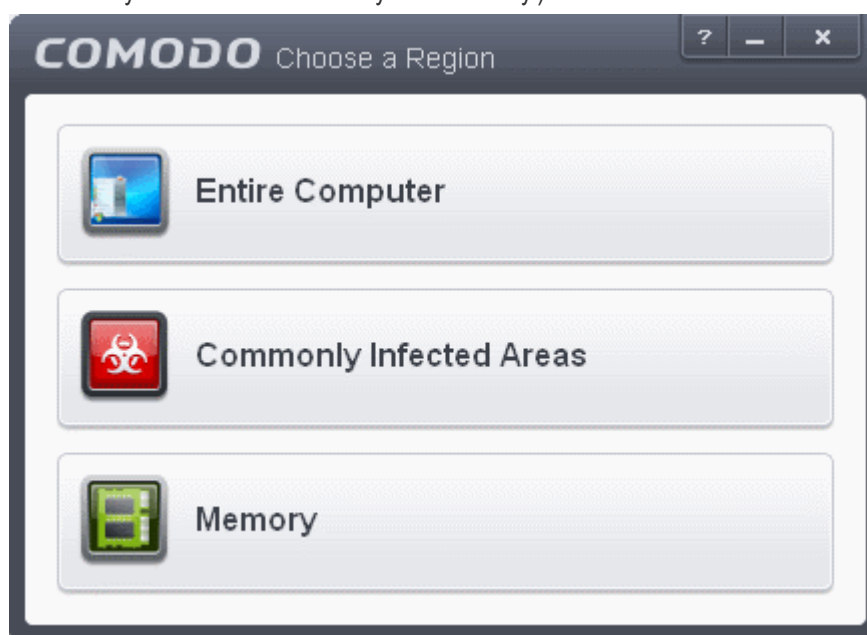 COMODO Choose a Region
? – ×
Entire Computer
Commonly Infected Areas
Memory